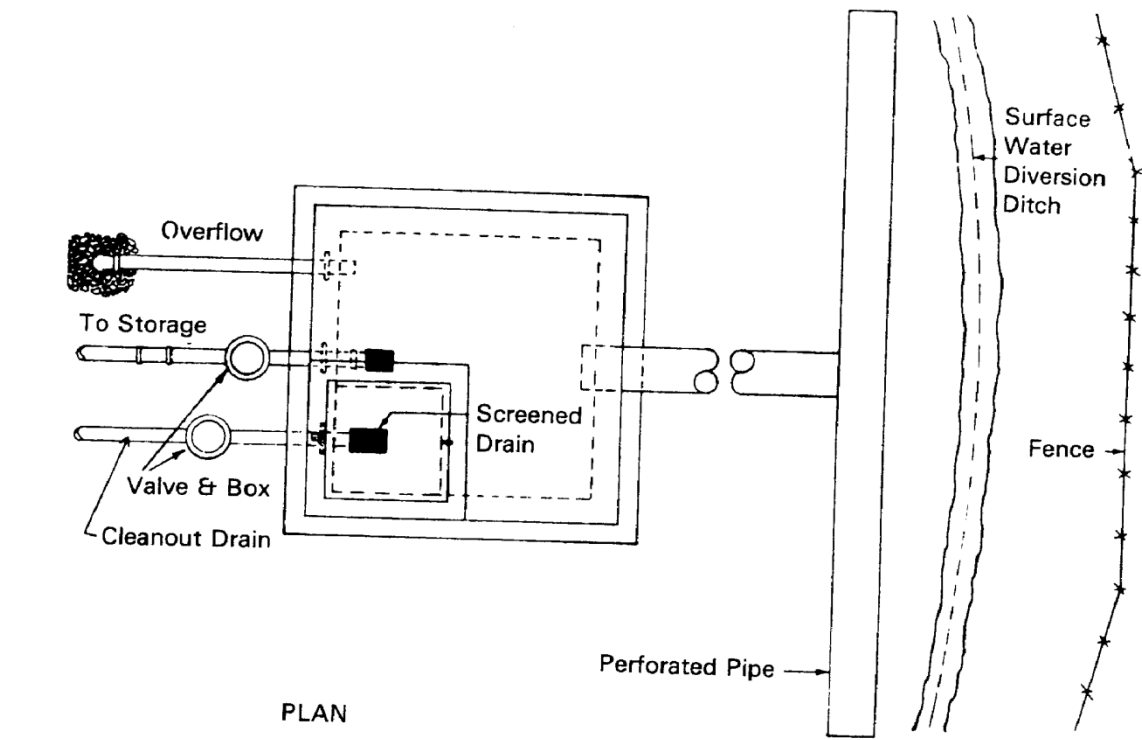 Surface
Water
Diversion
Ditch
Overflow
To Storage
Screened
Drain
Fence
Valve & Box
Cleanout Drain
Perforated Pipe
PLAN